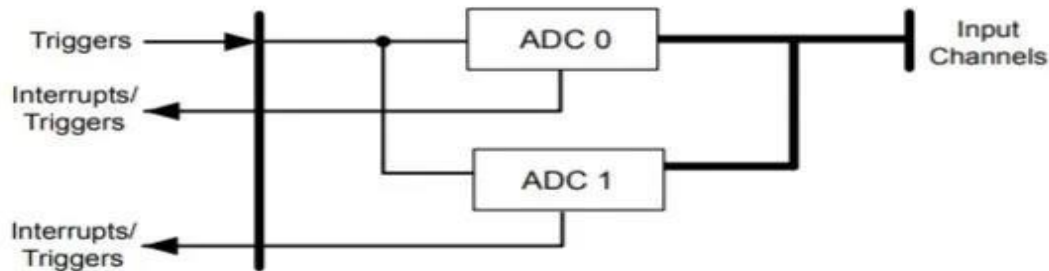 Triggers
ADC 0
Input
Channels
Interrupts/
Triggers
ADC 1
Interrupts/
Triggers